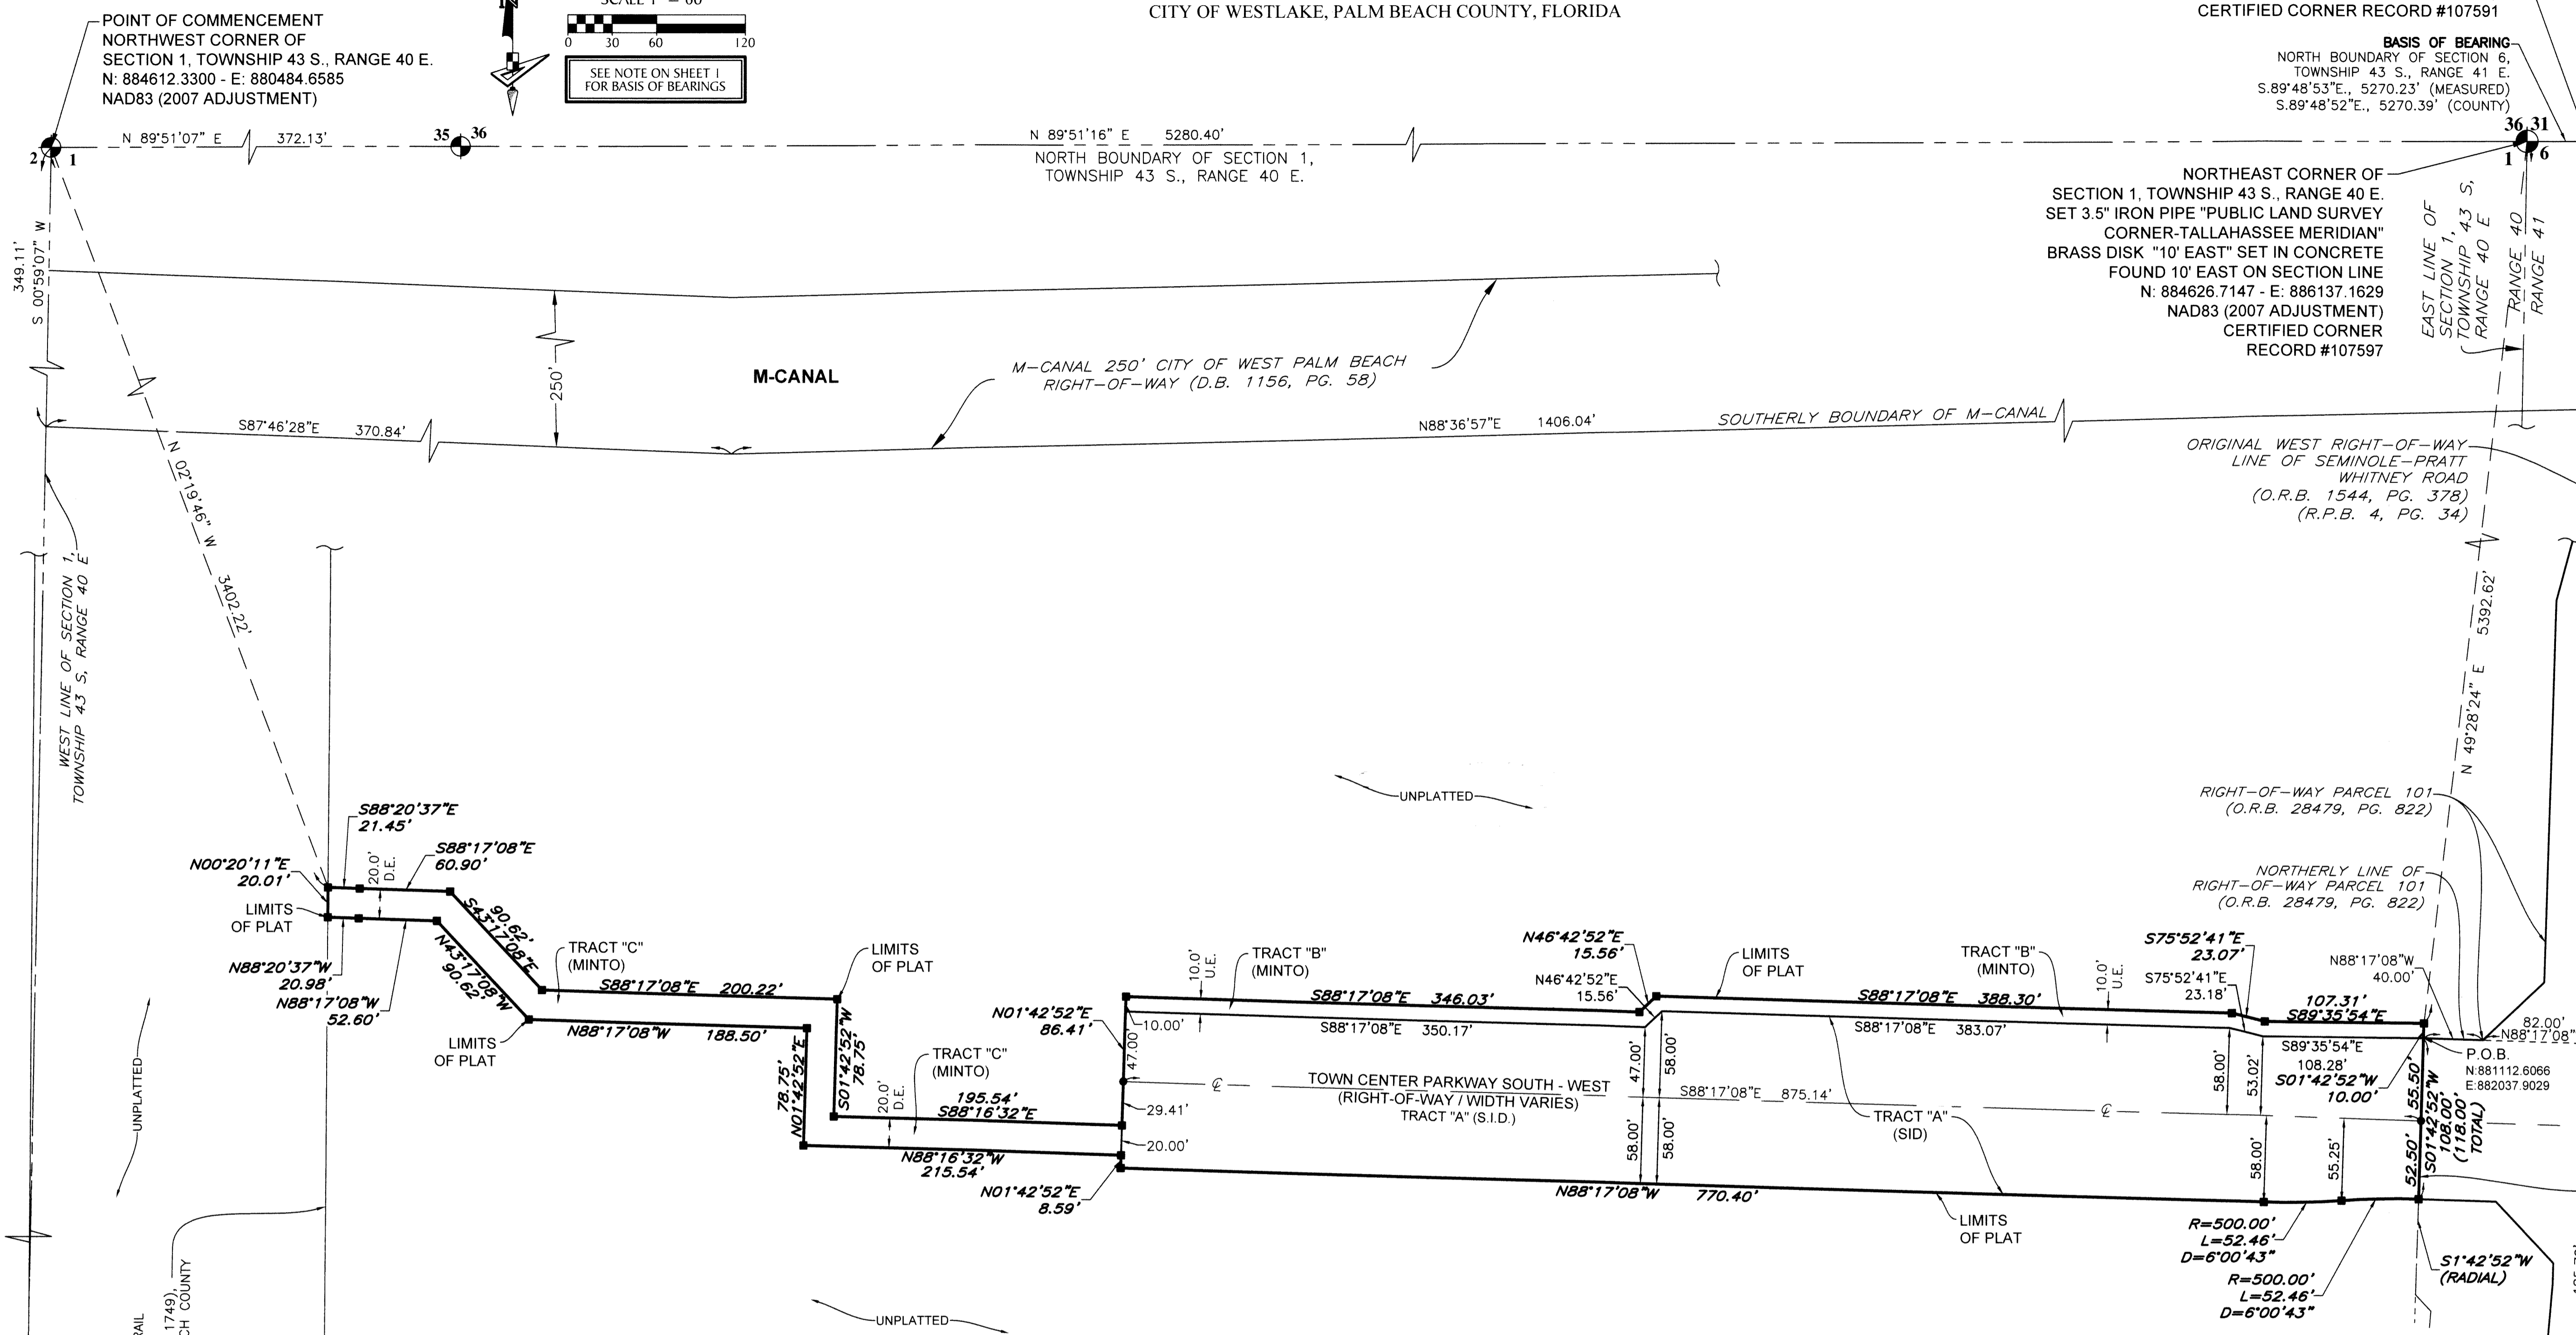 POINT OF COMMENCEMENT
NORTHWEST CORNER OF
SECTION 1, TOWNSHIP 43 S., RANGE 40 E.
N: 884612.3300 - E: 880484.6585
NAD83 (2007 ADJUSTMENT)
0 30 60 120
SEE NOTE ON SHEET 1
FOR BASIS OF BEARINGS
CITY OF WESTLAKE, PALM BEACH COUNTY, FLORIDA
CERTIFIED CORNER RECORD #107591
BASIS OF BEARING
NORTH BOUNDARY OF SECTION 6,
TOWNSHIP 43 S., RANGE 41 E.
S.89°48'53"E., 5270.23' (MEASURED)
S.89°48'52"E., 5270.39' (COUNTY)
2 1
N 89°51'07" E 372.13'
35 36
N 89°51'16" E 5280.40'
NORTH BOUNDARY OF SECTION 1,
TOWNSHIP 43 S., RANGE 40 E.
36 31
1 6
NORTHEAST CORNER OF
SECTION 1, TOWNSHIP 43 S., RANGE 40 E.
SET 3.5" IRON PIPE "PUBLIC LAND SURVEY
CORNER-TALLAHASSEE MERIDIAN"
BRASS DISK "10' EAST" SET IN CONCRETE
FOUND 10' EAST ON SECTION LINE
N: 884626.7147 - E: 886137.1629
NAD83 (2007 ADJUSTMENT)
CERTIFIED CORNER
RECORD #107597
EAST LINE OF
SECTION 1,
TOWNSHIP 43 S,
RANGE 40 E
RANGE 40
RANGE 41
349.11'
S 00°59'07" W
250'
M-CANAL
M-CANAL 250' CITY OF WEST PALM BEACH
RIGHT-OF-WAY (D.B. 1156, PG. 58)
S87°46'28"E 370.84'
N88°36'57"E 1406.04'
SOUTHERLY BOUNDARY OF M-CANAL
ORIGINAL WEST RIGHT-OF-WAY
LINE OF SEMINOLE-PRATT
WHITNEY ROAD
(O.R.B. 1544, PG. 378)
(R.P.B. 4, PG. 34)
N 02°19'46" W 3402.22'
WEST LINE OF SECTION 1,
TOWNSHIP 43 S, RANGE 40 E
N 49°28'24" E 5392.62'
UNPLATTED
RIGHT-OF-WAY PARCEL 101
(O.R.B. 28479, PG. 822)
NORTHERLY LINE OF
RIGHT-OF-WAY PARCEL 101
(O.R.B. 28479, PG. 822)
S88°20'37"E
21.45'
N00°20'11"E
20.01'
20.0'
D.E.
S88°17'08"E
60.90'
LIMITS
OF PLAT
90.62'
S43°17'08"E
N43°17'08"W
90.62'
N88°20'37"W
20.98'
N88°17'08"W
52.60'
TRACT "C"
(MINTO)
S88°17'08"E 200.22'
N88°17'08"W 188.50'
LIMITS
OF PLAT
LIMITS
OF PLAT
78.75'
N01°42'52"E
S01°42'52"W
78.75'
TRACT "C"
(MINTO)
20.0'
D.E.
195.54'
S88°16'32"E
N88°16'32"W
215.54'
N01°42'52"E
86.41'
10.00'
47.00'
29.41'
20.00'
N01°42'52"E
8.59'
10.0'
U.E.
TRACT "B"
(MINTO)
S88°17'08"E 346.03'
S88°17'08"E 350.17'
N46°42'52"E
15.56'
N46°42'52"E
15.56'
LIMITS
OF PLAT
S88°17'08"E 388.30'
S88°17'08"E 383.07'
TRACT "B"
(MINTO)
10.0'
U.E.
S75°52'41"E
23.07'
S75°52'41"E
23.18'
107.31'
S89°35'54"E
S89°35'54"E
108.28'
N88°17'08"W
40.00'
82.00'
N88°17'08"
P.O.B.
N:881112.6066
E:882037.9029
S01°42'52"W
10.00'
TOWN CENTER PARKWAY SOUTH - WEST
(RIGHT-OF-WAY / WIDTH VARIES)
TRACT "A" (S.I.D.)
47.00'
58.00'
58.00'
58.00'
S88°17'08"E 875.14'
TRACT "A"
(SID)
58.00'
53.02'
58.00'
55.25'
55.50'
52.50'
S01°42'52"W
108.00'
(118.00'
TOTAL)
N88°17'08"W 770.40'
LIMITS
OF PLAT
R=500.00'
L=52.46'
D=6°00'43"
R=500.00'
L=52.46'
D=6°00'43"
S1°42'52"W
(RADIAL)
UNPLATTED
UNPLATTED